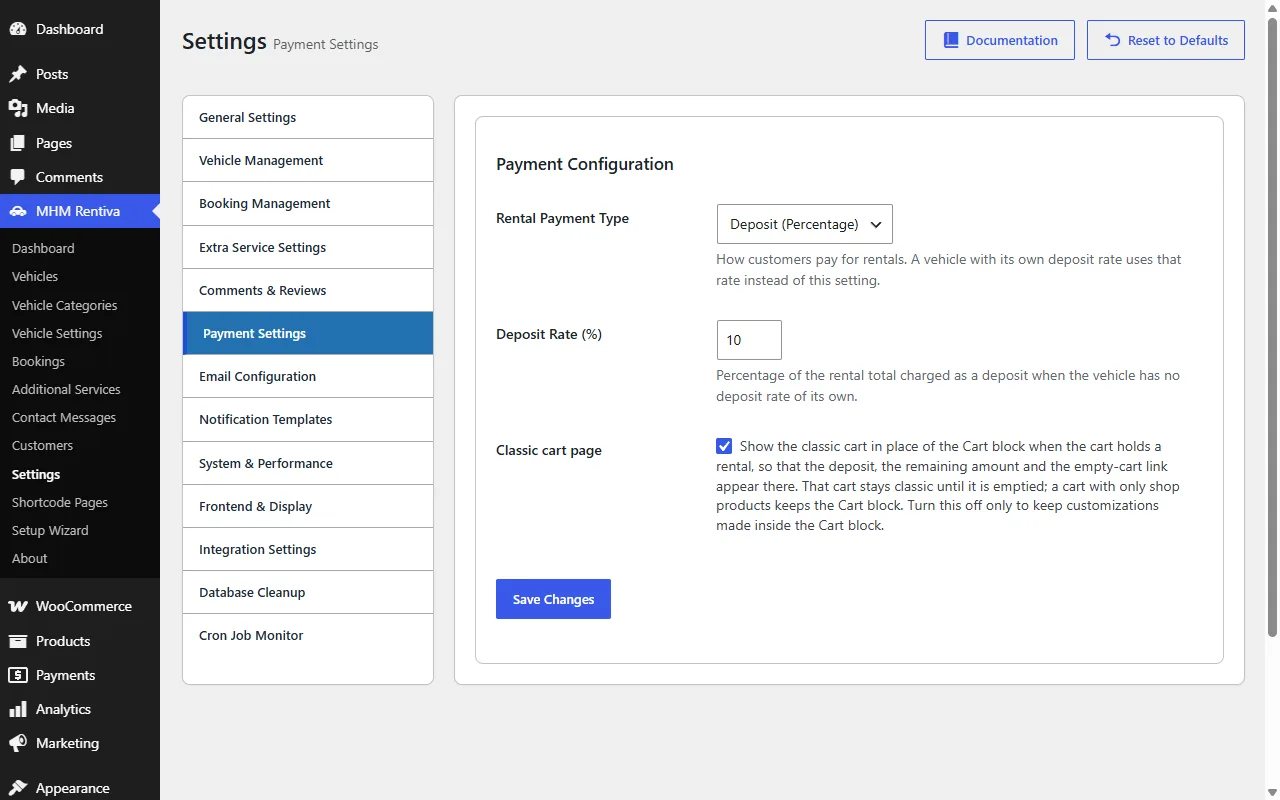 Dashboard
Posts
Media
Pages
Comments
MHM Rentiva
Dashboard
Vehicles
Vehicle Categories
Vehicle Settings
Bookings
Additional Services
Contact Messages
Customers
Settings
Shortcode Pages
Setup Wizard
About
WooCommerce
Products
Payments
Analytics
Marketing
Appearance
Settings Payment Settings
Documentation
Reset to Defaults
General Settings
Vehicle Management
Booking Management
Extra Service Settings
Comments & Reviews
Payment Settings
Email Configuration
Notification Templates
System & Performance
Frontend & Display
Integration Settings
Database Cleanup
Cron Job Monitor
Payment Configuration
Rental Payment Type
Deposit (Percentage)
How customers pay for rentals. A vehicle with its own deposit rate uses that
rate instead of this setting.
Deposit Rate (%)
10
Percentage of the rental total charged as a deposit when the vehicle has no
deposit rate of its own.
Classic cart page
Show the classic cart in place of the Cart block when the cart holds a
rental, so that the deposit, the remaining amount and the empty-cart link
appear there. That cart stays classic until it is emptied; a cart with only shop
products keeps the Cart block. Turn this off only to keep customizations
made inside the Cart block.
Save Changes